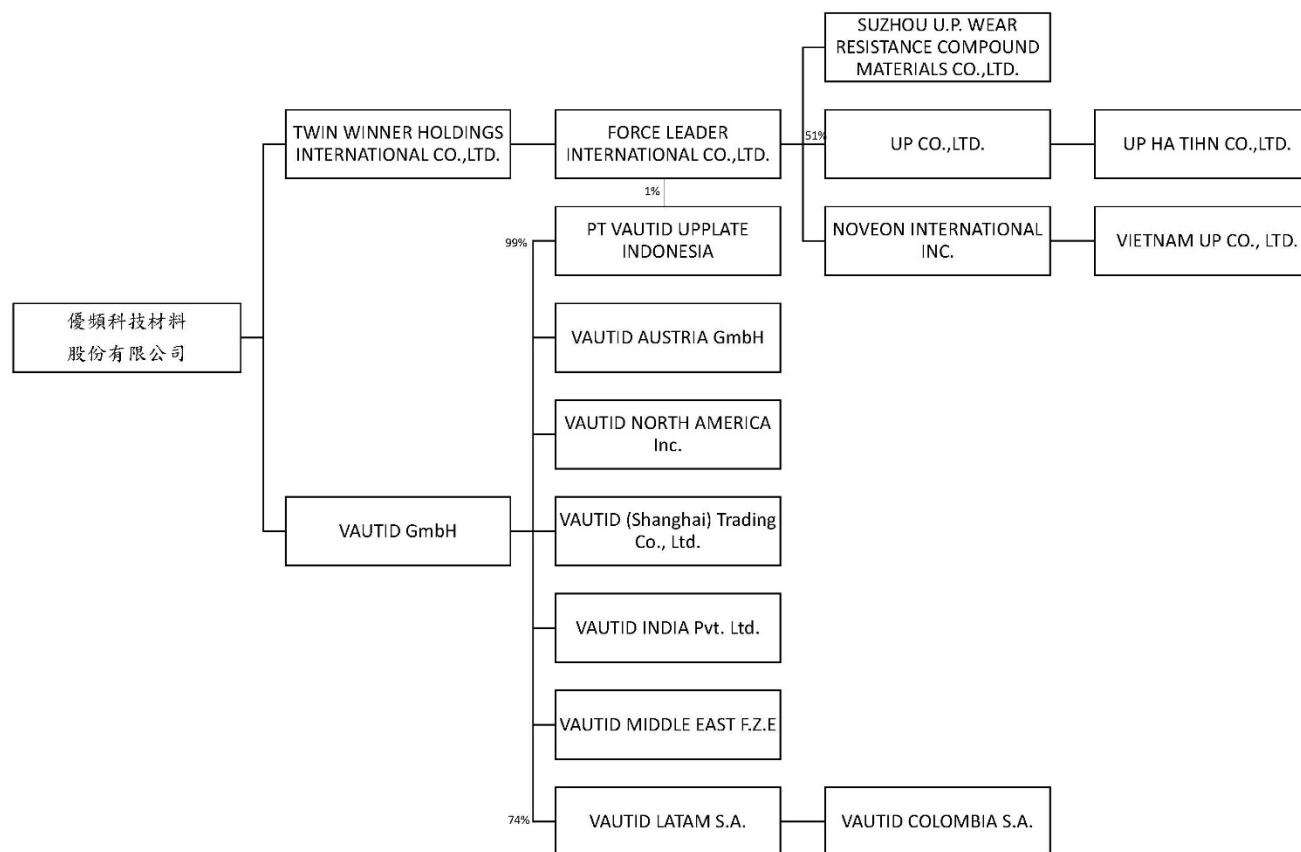 SUZHOU U.P. WEAR
RESISTANCE COMPOUND
MATERIALS CO.,LTD.
TWIN WINNER HOLDINGS
INTERNATIONAL CO.,LTD.
FORCE LEADER
INTERNATIONAL CO.,LTD.
51%
UP CO.,LTD.
UP HA TIHN CO.,LTD.
1%
99%
PT VAUTID UPPLATE
INDONESIA
NOVEON INTERNATIONAL
INC.
VIETNAM UP CO., LTD.
優頻科技材料
股份有限公司
VAUTID AUSTRIA GmbH
VAUTID NORTH AMERICA
Inc.
VAUTID GmbH
VAUTID (Shanghai) Trading
Co., Ltd.
VAUTID INDIA Pvt. Ltd.
VAUTID MIDDLE EAST F.Z.E
74%
VAUTID LATAM S.A.
VAUTID COLOMBIA S.A.